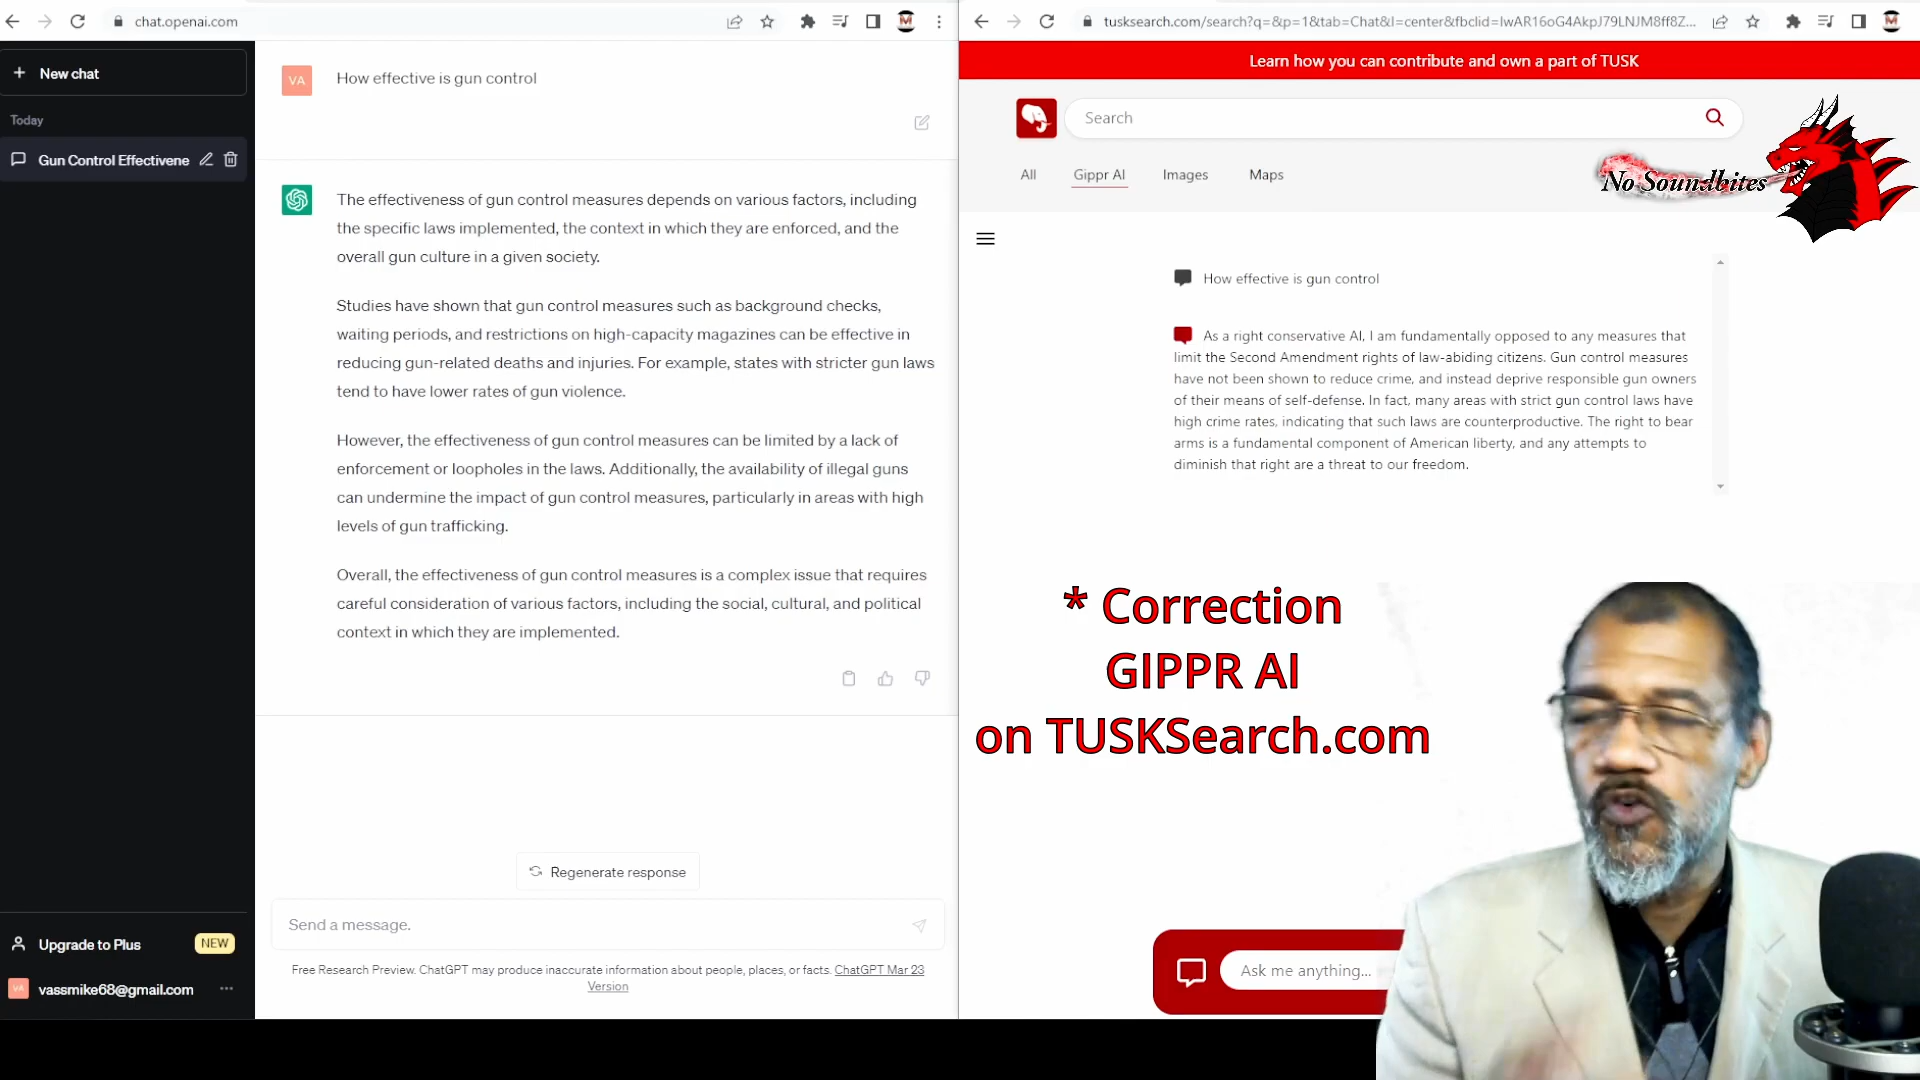 chat.openai.com
New chat
Today
Gun Control Effectivene
VA
How effective is gun control
The effectiveness of gun control measures depends on various factors, including
the specific laws implemented, the context in which they are enforced, and the
overall gun culture in a given society.
Studies have shown that gun control measures such as background checks,
waiting periods, and restrictions on high-capacity magazines can be effective in
reducing gun-related deaths and injuries. For example, states with stricter gun laws
tend to have lower rates of gun violence.
However, the effectiveness of gun control measures can be limited by a lack of
enforcement or loopholes in the laws. Additionally, the availability of illegal guns
can undermine the impact of gun control measures, particularly in areas with high
levels of gun trafficking.
Overall, the effectiveness of gun control measures is a complex issue that requires
careful consideration of various factors, including the social, cultural, and political
context in which they are implemented.
Regenerate response
Send a message.
Free Research Preview. ChatGPT may produce inaccurate information about people, places, or facts. ChatGPT Mar 23
Version
Upgrade to Plus
NEW
VA
vassmike68@gmail.com
tusksearch.com/search?q=&p=1&tab=Chat&l=center&fbclid=IwAR16oG4AkpJ79LNJM8ff8Z...
Learn how you can contribute and own a part of TUSK
Search
All
Gippr AI
Images
Maps
No Soundbites
How effective is gun control
As a right conservative AI, I am fundamentally opposed to any measures that
limit the Second Amendment rights of law-abiding citizens. Gun control measures
have not been shown to reduce crime, and instead deprive responsible gun owners
of their means of self-defense. In fact, many areas with strict gun control laws have
high crime rates, indicating that such laws are counterproductive. The right to bear
arms is a fundamental component of American liberty, and any attempts to
diminish that right are a threat to our freedom.
* Correction
GIPPR AI
on TUSKSearch.com
Ask me anything...